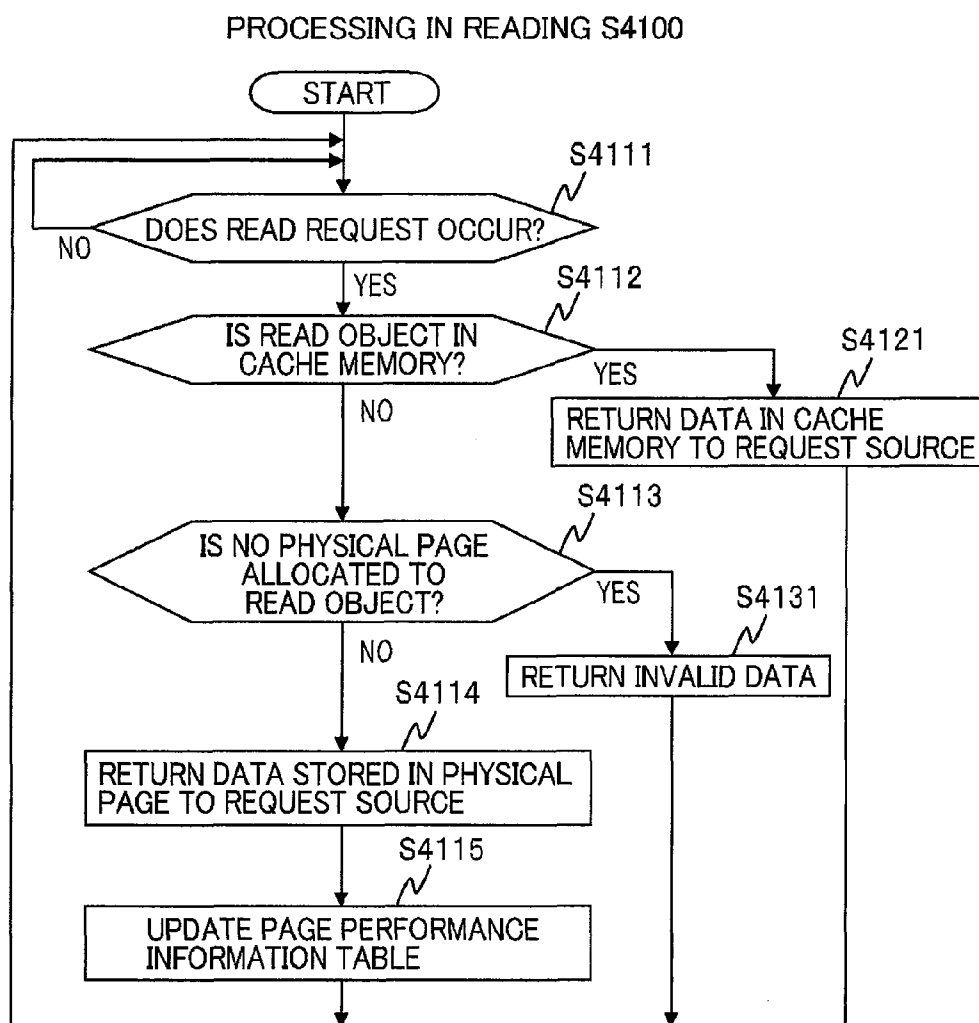 PROCESSING IN READING S4100
START
S4111
DOES READ REQUEST OCCUR?
NO
YES
S4112
IS READ OBJECT IN
CACHE MEMORY?
YES
S4121
NO
RETURN DATA IN CACHE
MEMORY TO REQUEST SOURCE
S4113
IS NO PHYSICAL PAGE
ALLOCATED TO
READ OBJECT?
YES
S4131
NO
RETURN INVALID DATA
S4114
RETURN DATA STORED IN PHYSICAL
PAGE TO REQUEST SOURCE
S4115
UPDATE PAGE PERFORMANCE
INFORMATION TABLE